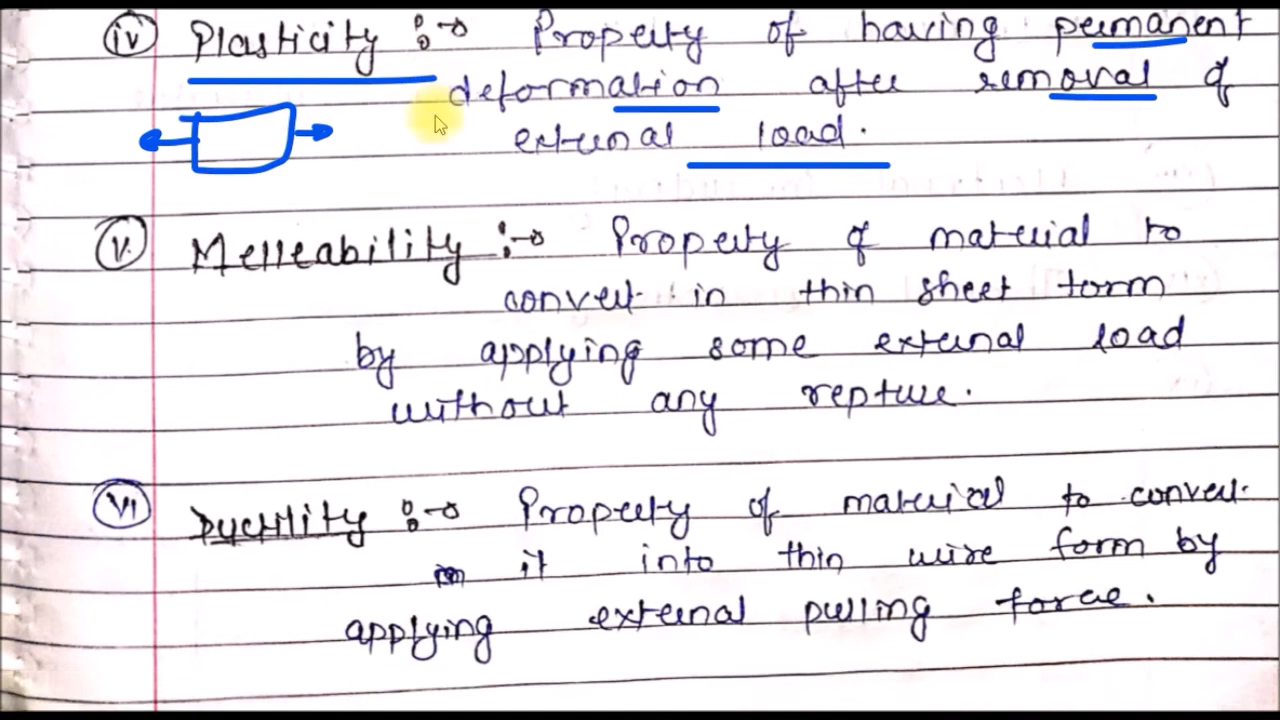 (iv) Plasticity :-> Property of having permanent
deformation after removal of
external load.
(v) Melleability :-> Property of material to
convert in thin sheet form
by applying some external load
without any repture.
(vi) Ductility :-> Property of material to convert
it into thin wire form by
applying external pulling force.